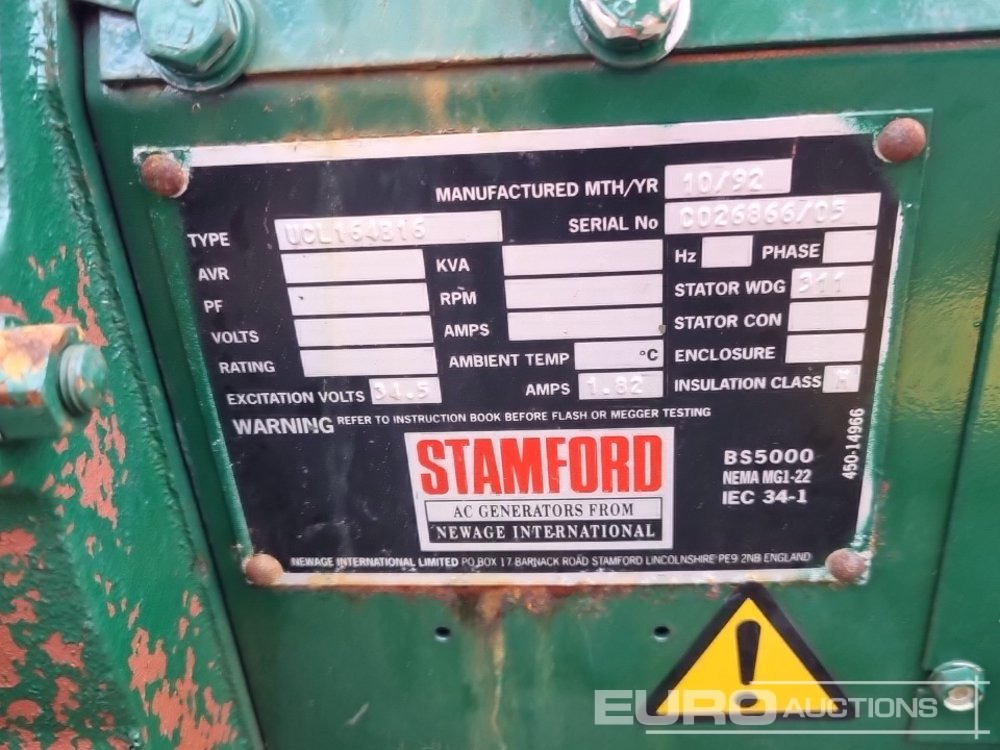 MANUFACTURED MTH/YR 10/92
SERIAL No C026866/05
TYPE UCL164B16
Hz PHASE
AVR KVA
STATOR WDG 311
PF RPM
STATOR CON
VOLTS AMPS
ENCLOSURE
RATING AMBIENT TEMP °C
INSULATION CLASS H
EXCITATION VOLTS 34.5 AMPS 1.82
WARNING REFER TO INSTRUCTION BOOK BEFORE FLASH OR MEGGER TESTING
STAMFORD
AC GENERATORS FROM
NEWAGE INTERNATIONAL
BS5000
NEMA MG1-22
IEC 34-1
450-14966
NEWAGE INTERNATIONAL LIMITED PO BOX 17 BARNACK ROAD STAMFORD LINCOLNSHIRE PE9 2NB ENGLAND
EURO AUCTIONS